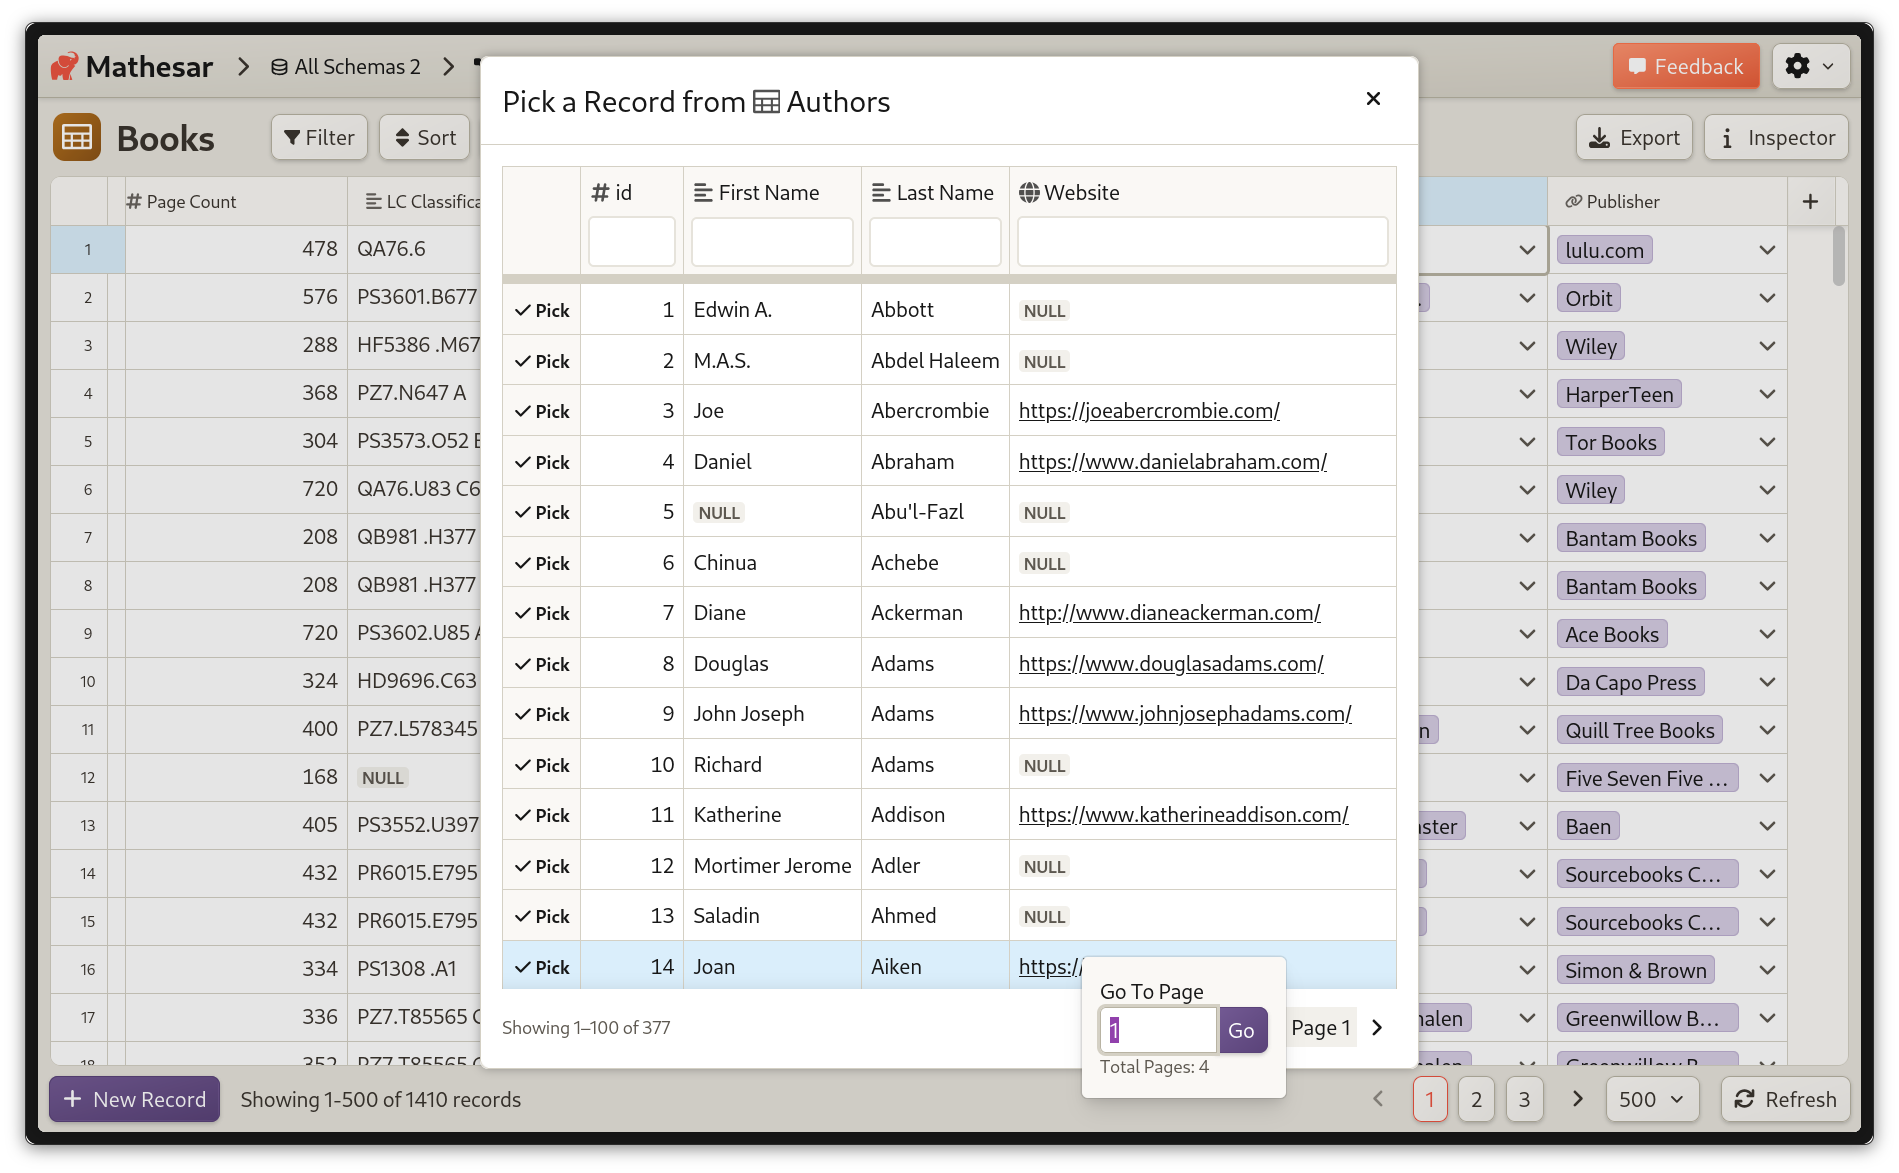 Mathesar
All Schemas 2
Feedback
Books
Filter
Sort
Export
Inspector
Page Count
LC Classifica
Publisher
1 478 QA76.6 lulu.com
2 576 PS3601.B677 Orbit
3 288 HF5386 .M67 Wiley
4 368 PZ7.N647 A HarperTeen
5 304 PS3573.O52 Tor Books
6 720 QA76.U83 C6 Wiley
7 208 QB981 .H377 Bantam Books
8 208 QB981 .H377 Bantam Books
9 720 PS3602.U85 Ace Books
10 324 HD9696.C63 Da Capo Press
11 400 PZ7.L578345 n Quill Tree Books
12 168 NULL Five Seven Five ...
13 405 PS3552.U397 aster Baen
14 432 PR6015.E795 Sourcebooks C...
15 432 PR6015.E795 Sourcebooks C...
16 334 PS1308 .A1 Simon & Brown
17 336 PZ7.T85565 nalen Greenwillow B...
18 352 PZ7.T85565
New Record
Showing 1-500 of 1410 records
1 2 3
500
Refresh
Pick a Record from Authors
id First Name Last Name Website
Pick 1 Edwin A. Abbott NULL
Pick 2 M.A.S. Abdel Haleem NULL
Pick 3 Joe Abercrombie https://joeabercrombie.com/
Pick 4 Daniel Abraham https://www.danielabraham.com/
Pick 5 NULL Abu'l-Fazl NULL
Pick 6 Chinua Achebe NULL
Pick 7 Diane Ackerman http://www.dianeackerman.com/
Pick 8 Douglas Adams https://www.douglasadams.com/
Pick 9 John Joseph Adams https://www.johnjosephadams.com/
Pick 10 Richard Adams NULL
Pick 11 Katherine Addison https://www.katherineaddison.com/
Pick 12 Mortimer Jerome Adler NULL
Pick 13 Saladin Ahmed NULL
Pick 14 Joan Aiken https:/
Showing 1–100 of 377
Go To Page
1 Go
Total Pages: 4
Page 1